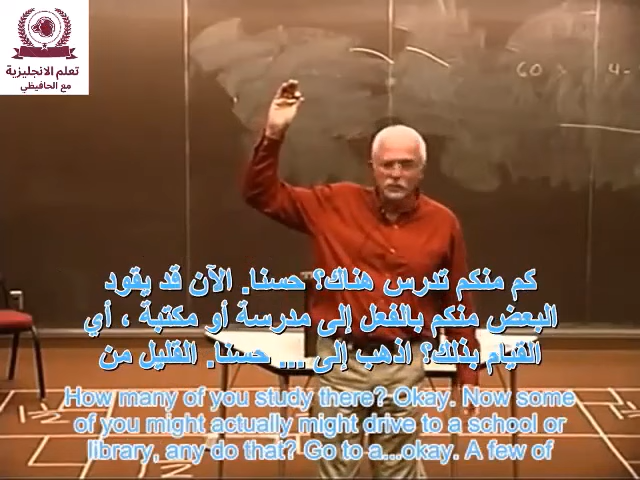 تعلم الانجليزية
مع الحافيظي
60
4-
كم منكم تدرس هناك؟ حسنا. الآن قد يقود
البعض منكم بالفعل إلى مدرسة أو مكتبة ، أي
القيام بذلك؟ اذهب إلى ... حسنا. القليل من
How many of you study there? Okay. Now some
of you might actually might drive to a school or
library, any do that? Go to a...okay. A few of